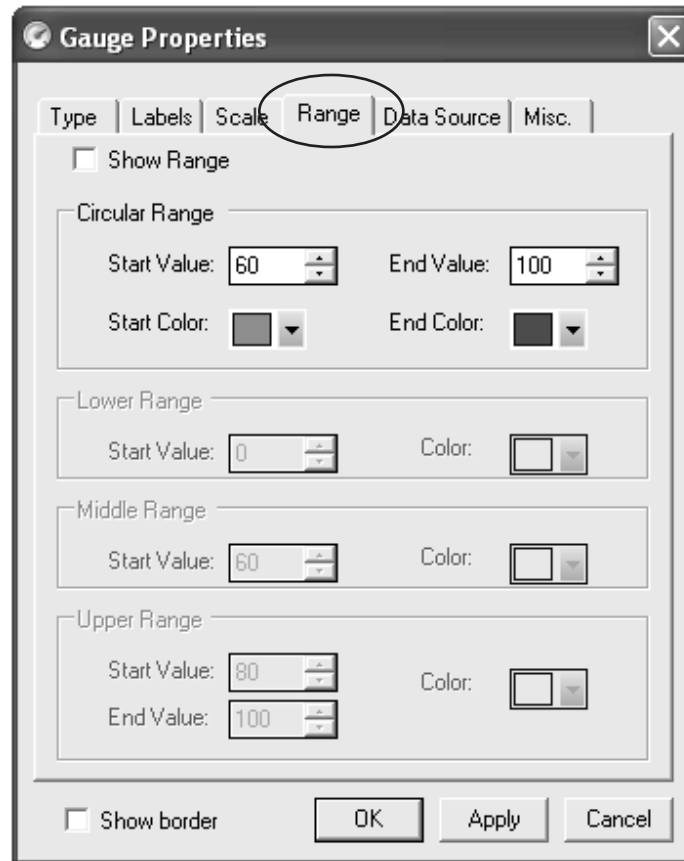 Gauge Properties
Type Labels Scale Range Data Source Misc.
Show Range
Circular Range
Start Value: 60 End Value: 100
Start Color: End Color:
Lower Range
Start Value: 0 Color:
Middle Range
Start Value: 60 Color:
Upper Range
Start Value: 80
Color:
End Value: 100
Show border OK Apply Cancel